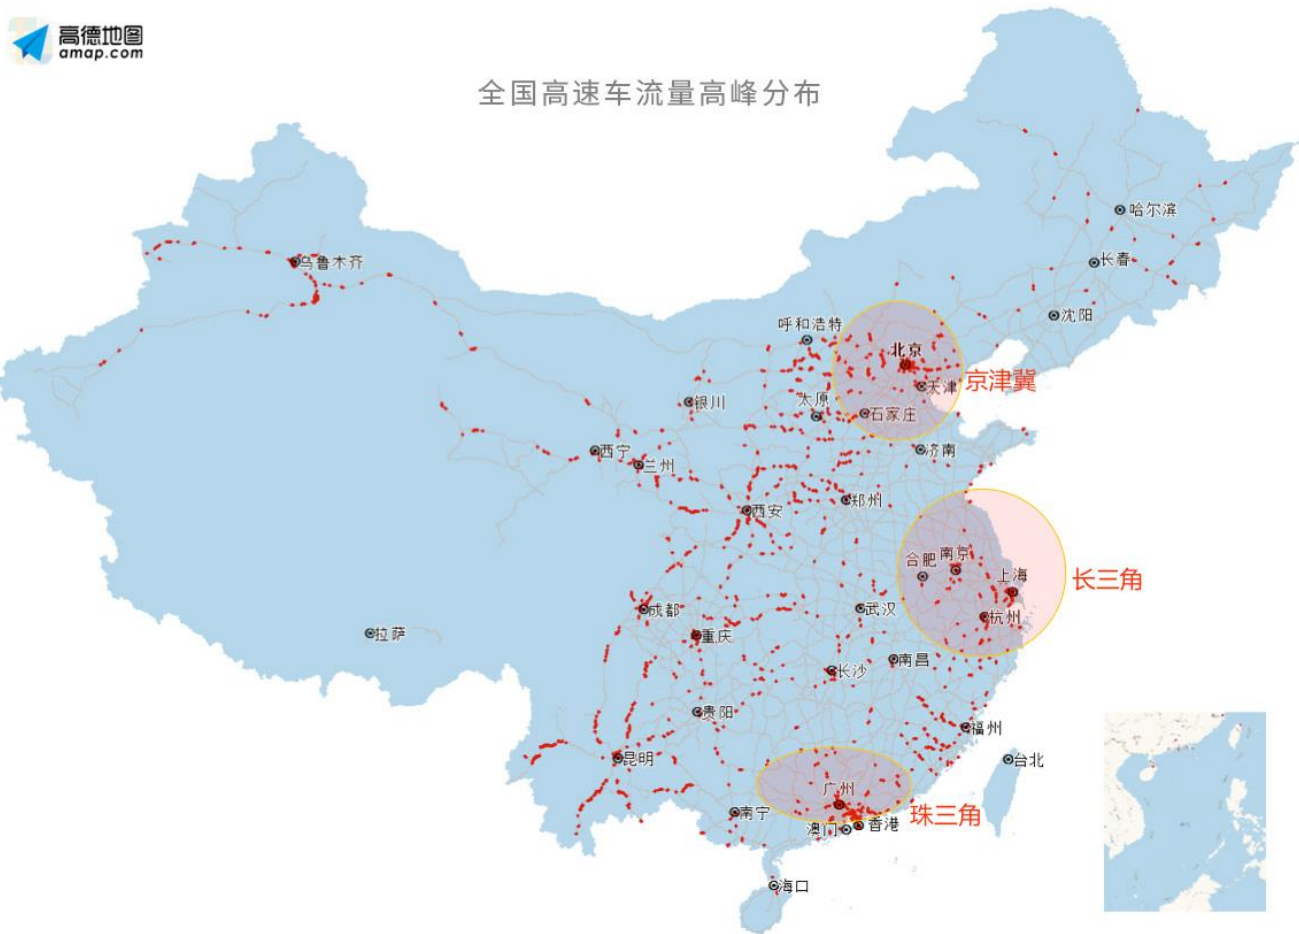 高德地图
amap.com
全国高速车流量高峰分布
哈尔滨
长春
乌鲁木齐
沈阳
呼和浩特
北京
京津冀
天津
银川
太原
石家庄
西宁
济南
兰州
郑州
西安
合肥
南京
上海
长三角
成都
武汉
杭州
拉萨
重庆
南昌
长沙
贵阳
福州
昆明
台北
广州
南宁
珠三角
澳门
香港
海口